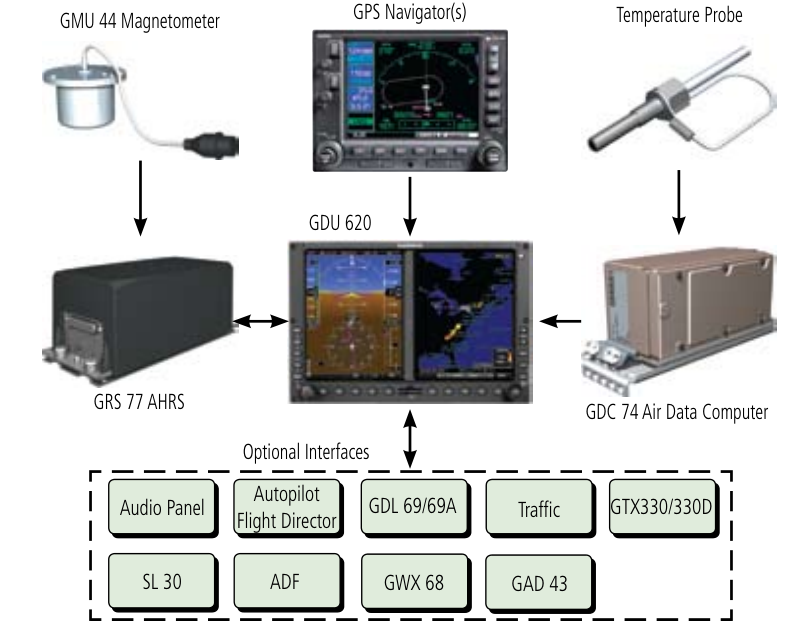 GMU 44 Magnetometer
GPS Navigator(s)
Temperature Probe
GDU 620
GRS 77 AHRS
GDC 74 Air Data Computer
Optional Interfaces
Audio Panel
Autopilot
Flight Director
GDL 69/69A
Traffic
GTX330/330D
SL 30
ADF
GWX 68
GAD 43